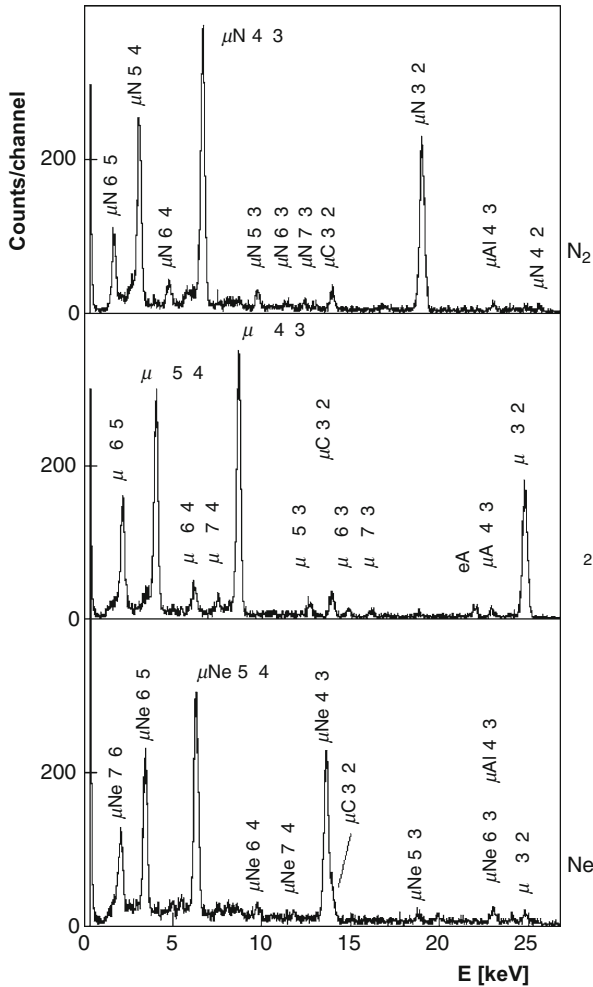 Counts/channel
μN 6 5
μN 5 4
μN 6 4
μN 4 3
μN 5 3
μN 6 3
μN 7 3
μC 3 2
μN 3 2
μAl 4 3
μN 4 2
N2
200
0
μ 6 5
μ 5 4
μ 6 4
μ 7 4
μ 4 3
μ 5 3
μC 3 2
μ 6 3
μ 7 3
eA
μA 4 3
μ 3 2
2
200
0
μNe 7 6
μNe 6 5
μNe 5 4
μNe 6 4
μNe 7 4
μNe 4 3
μC 3 2
μNe 5 3
μAl 4 3
μNe 6 3
μ 3 2
Ne
200
0
0 5 10 15 20 25
E [keV]